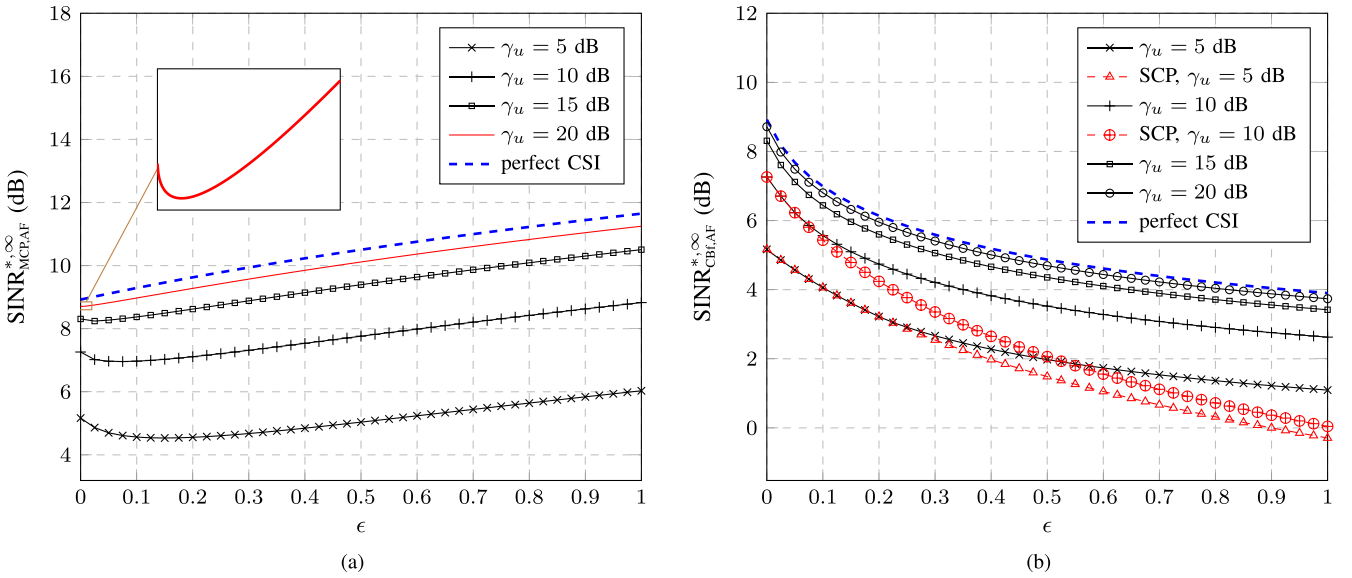 18
16
14
12
10
8
6
4
0
0.1
0.2
0.3
0.4
0.5
0.6
0.7
0.8
0.9
1
SINR*,∞MCP,AF (dB)
ϵ
γu = 5 dB
γu = 10 dB
γu = 15 dB
γu = 20 dB
perfect CSI
(a)
12
10
8
6
4
2
0
0
0.1
0.2
0.3
0.4
0.5
0.6
0.7
0.8
0.9
1
SINR*,∞CBf,AF (dB)
ϵ
γu = 5 dB
SCP, γu = 5 dB
γu = 10 dB
SCP, γu = 10 dB
γu = 15 dB
γu = 20 dB
perfect CSI
(b)